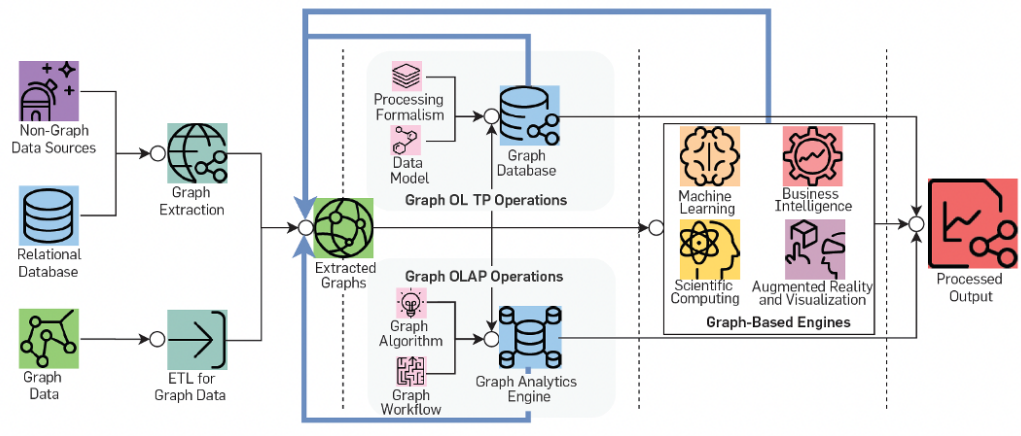 Non-Graph
Data Sources
Relational
Database
Graph
Data
Graph
Extraction
ETL for
Graph Data
Extracted
Graphs
Processing
Formalism
Data
Model
Graph
Database
Graph OL TP Operations
Graph OLAP Operations
Graph
Algorithm
Graph
Workflow
Graph Analytics
Engine
Machine
Learning
Business
Intelligence
Scientific
Computing
Augmented Reality
and Visualization
Graph-Based Engines
Processed
Output